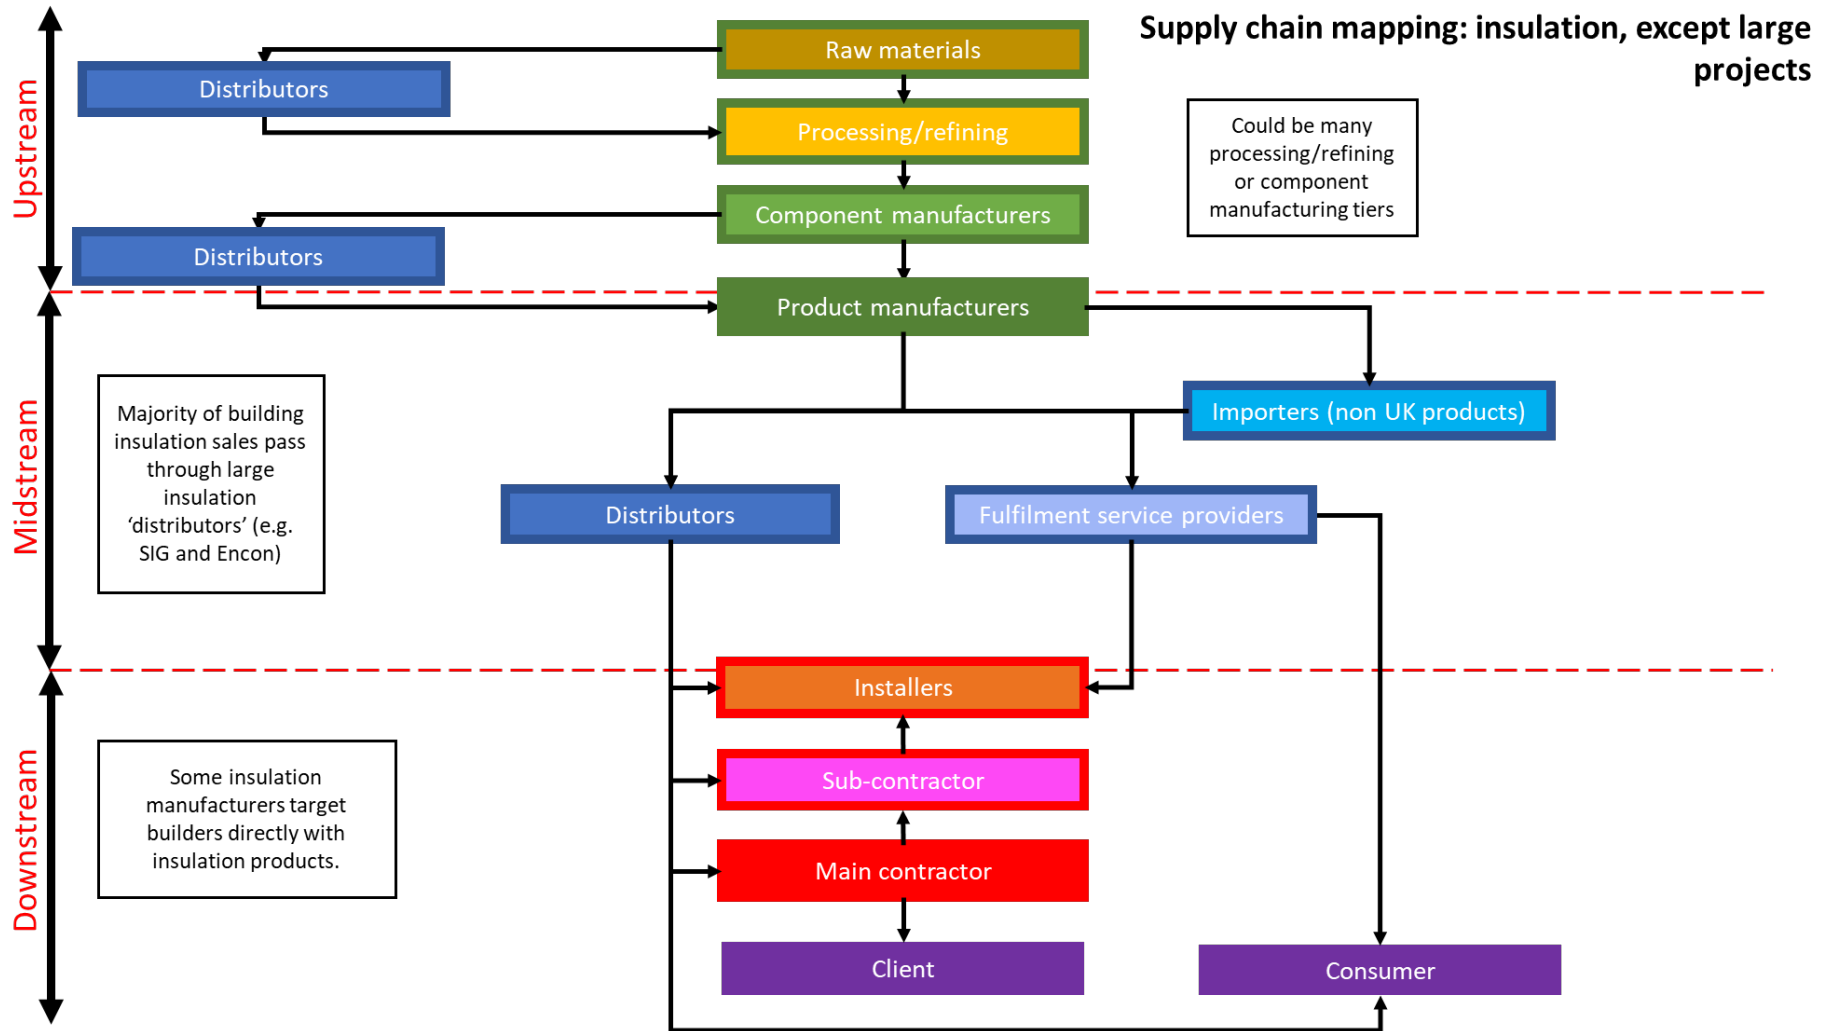 Supply chain mapping: insulation, except large
projects
Upstream
Raw materials
Distributors
Processing/refining
Could be many
processing/refining
or component
manufacturing tiers
Component manufacturers
Distributors
Midstream
Product manufacturers
Majority of building
insulation sales pass
through large
insulation
‘distributors’ (e.g.
SIG and Encon)
Importers (non UK products)
Distributors
Fulfilment service providers
Downstream
Installers
Some insulation
manufacturers target
builders directly with
insulation products.
Sub-contractor
Main contractor
Client
Consumer